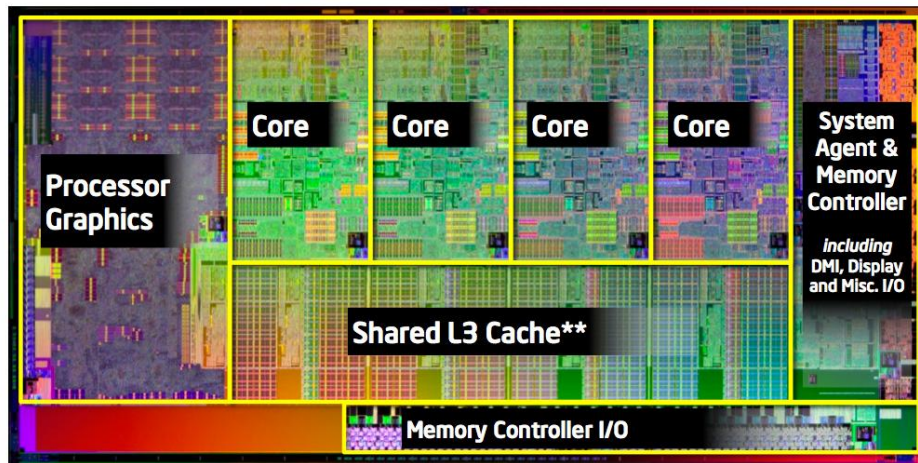 Processor
Graphics
Core
Core
Core
Core
System
Agent &
Memory
Controller
including
DMI, Display
and Misc. I/O
Shared L3 Cache**
Memory Controller I/O